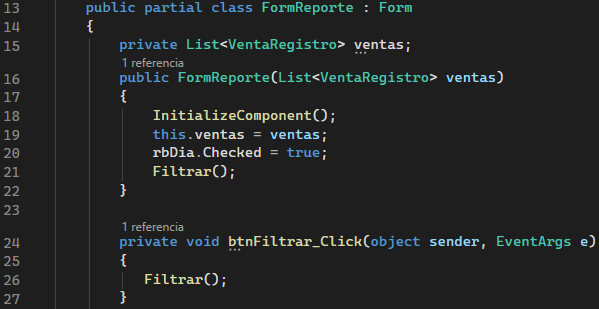 13 public partial class FormReporte : Form
14 {
15 private List<VentaRegistro> ventas;
1 referencia
16 public FormReporte(List<VentaRegistro> ventas)
17 {
18 InitializeComponent();
19 this.ventas = ventas;
20 rbDia.Checked = true;
21 Filtrar();
22 }
23
1 referencia
24 private void btnFiltrar_Click(object sender, EventArgs e)
25 {
26 Filtrar();
27 }